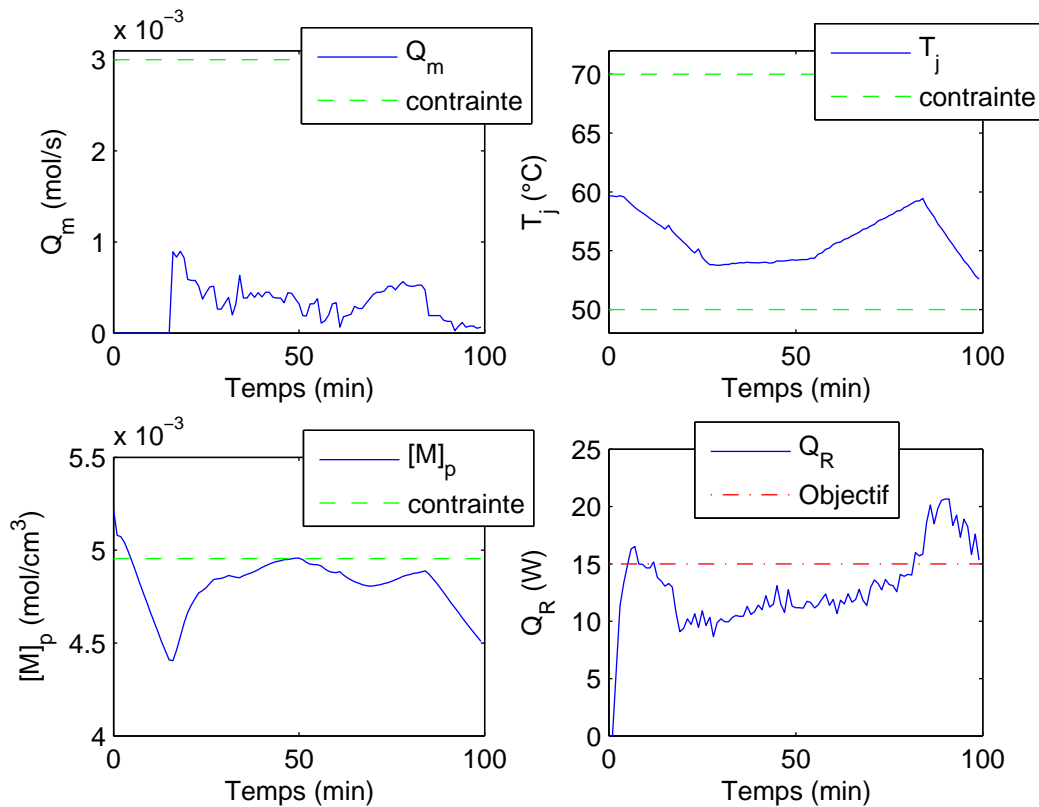 x 10⁻³
3
2
1
0
0
50
100
Q_m (mol/s)
Temps (min)
Q_m
contrainte
70
65
60
55
50
0
50
100
T_j (°C)
Temps (min)
T_j
contrainte
x 10⁻³
5.5
5
4.5
4
0
50
100
[M]_p (mol/cm³)
Temps (min)
[M]_p
contrainte
25
20
15
10
5
0
0
50
100
Q_R (W)
Temps (min)
Q_R
Objectif